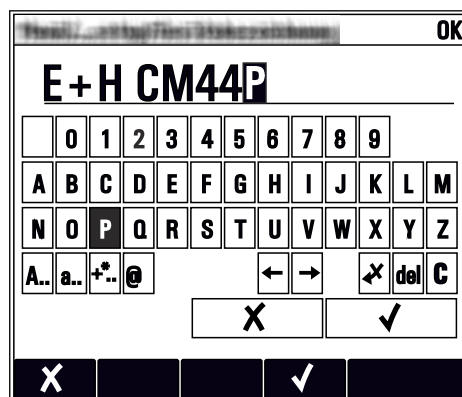 OK
E+H CM44P
0 1 2 3 4 5 6 7 8 9
A B C D E F G H I J K L M
N O P Q R S T U V W X Y Z
A.. a.. +*.. @ ← → del C